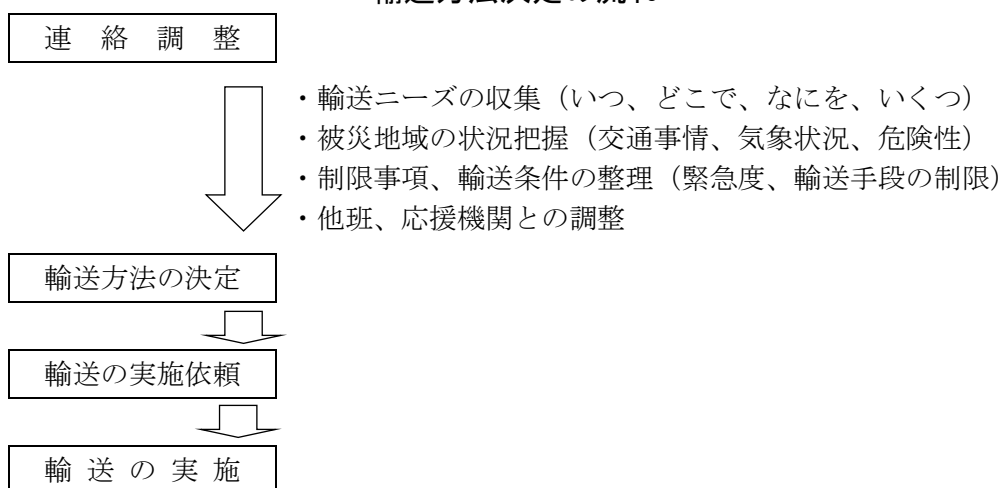 連絡調整
・輸送ニーズの収集（いつ、どこで、なにを、いくつ）
・被災地域の状況把握（交通事情、気象状況、危険性）
・制限事項、輸送条件の整理（緊急度、輸送手段の制限）
・他班、応援機関との調整
輸送方法の決定
輸送の実施依頼
輸送の実施